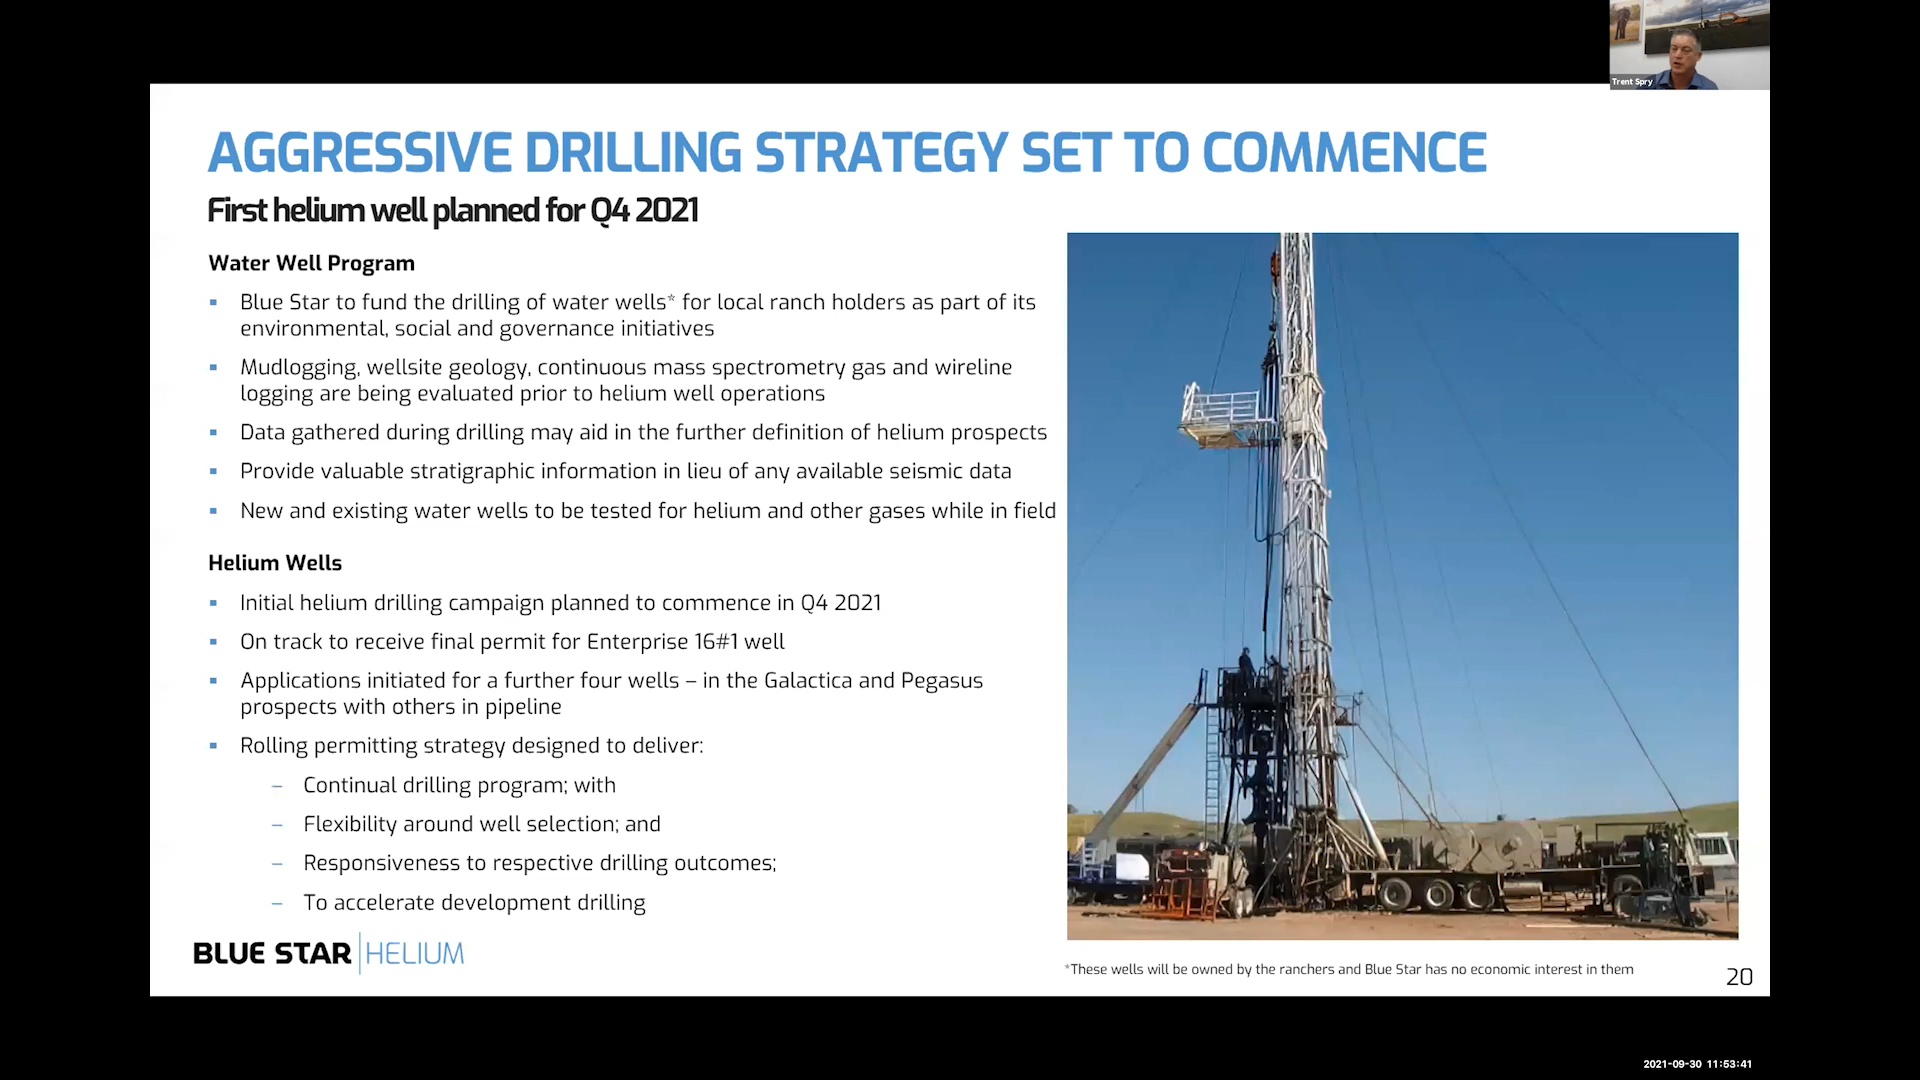 Trent Spry
AGGRESSIVE DRILLING STRATEGY SET TO COMMENCE
First helium well planned for Q4 2021
Water Well Program
▪ Blue Star to fund the drilling of water wells* for local ranch holders as part of its
environmental, social and governance initiatives
▪ Mudlogging, wellsite geology, continuous mass spectrometry gas and wireline
logging are being evaluated prior to helium well operations
▪ Data gathered during drilling may aid in the further definition of helium prospects
▪ Provide valuable stratigraphic information in lieu of any available seismic data
▪ New and existing water wells to be tested for helium and other gases while in field
Helium Wells
▪ Initial helium drilling campaign planned to commence in Q4 2021
▪ On track to receive final permit for Enterprise 16#1 well
▪ Applications initiated for a further four wells – in the Galactica and Pegasus
prospects with others in pipeline
▪ Rolling permitting strategy designed to deliver:
– Continual drilling program; with
– Flexibility around well selection; and
– Responsiveness to respective drilling outcomes;
– To accelerate development drilling
BLUE STAR HELIUM
*These wells will be owned by the ranchers and Blue Star has no economic interest in them
20
2021-09-30 11:53:41